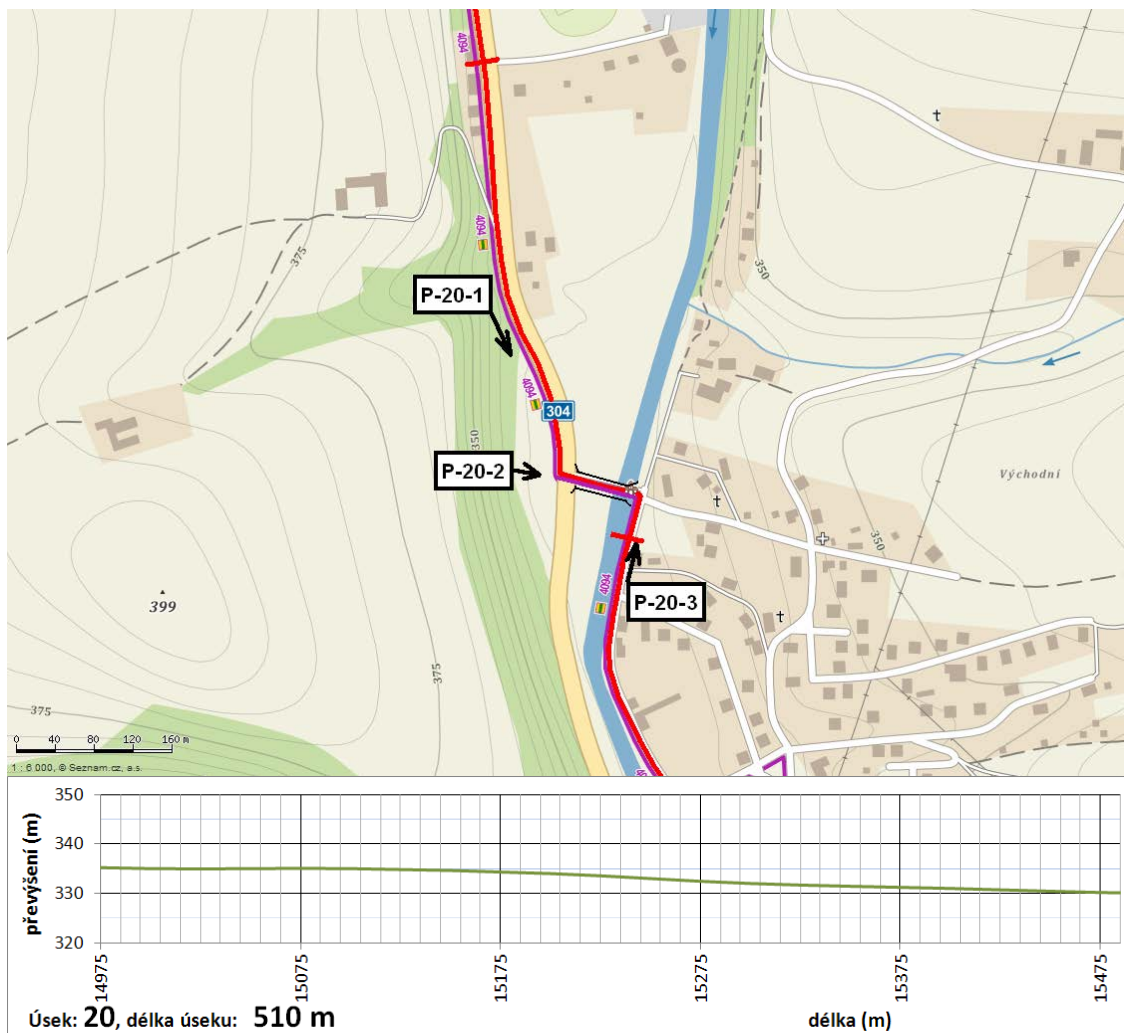 4094
4094
375
350
P-20-1
4094
304
350
P-20-2
Východní
350
4094
P-20-3
399
375
375
0 40 80 120 160 m
1 : 6 000, © Seznam.cz, a.s.
převýšení (m)
350
340
330
320
14975
15075
15175
15275
15375
15475
Úsek: 20, délka úseku: 510 m
délka (m)